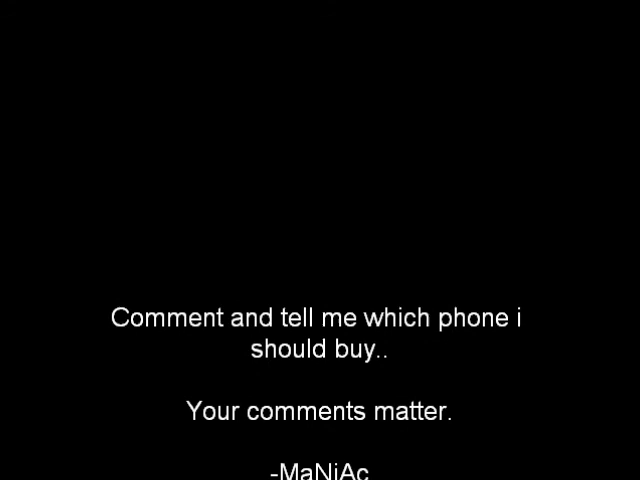 Comment and tell me which phone i
should buy..
Your comments matter.
-MaNiAc